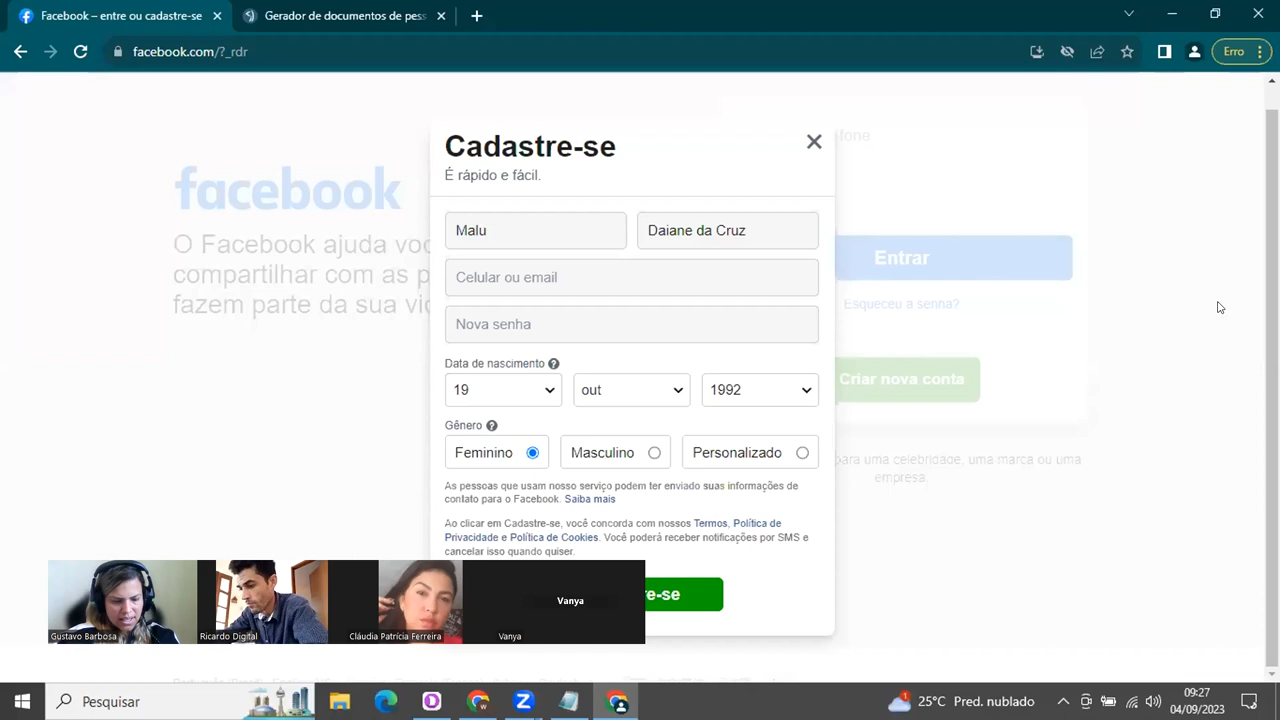 Facebook – entre ou cadastre-se
Gerador de documentos de pess
facebook.com/?_rdr
Erro
Cadastre-se
É rápido e fácil.
Malu
Daiane da Cruz
Celular ou email
Nova senha
Data de nascimento
19
out
1992
Gênero
Feminino
Masculino
Personalizado
As pessoas que usam nosso serviço podem ter enviado suas informações de
contato para o Facebook. Saiba mais
Ao clicar em Cadastre-se, você concorda com nossos Termos, Política de
Privacidade e Política de Cookies. Você poderá receber notificações por SMS e
cancelar isso quando quiser.
re-se
facebook
O Facebook ajuda voc
compartilhar com as p
fazem parte da sua vid
fone
Entrar
Esqueceu a senha?
Criar nova conta
para uma celebridade, uma marca ou uma
empresa.
Gustavo Barbosa
Ricardo Digital
Cláudia Patrícia Ferreira
Vanya
Vanya
Pesquisar
1
25°C Pred. nublado
09:27
04/09/2023